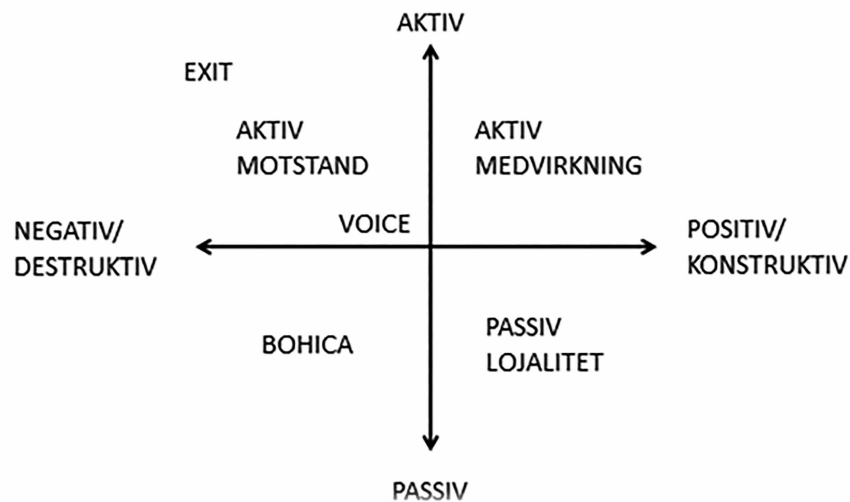 AKTIV
EXIT
AKTIV
MOTSTAND
AKTIV
MEDVIRKNING
VOICE
NEGATIV/
DESTRUKTIV
POSITIV/
KONSTRUKTIV
BOHICA
PASSIV
LOJALITET
PASSIV